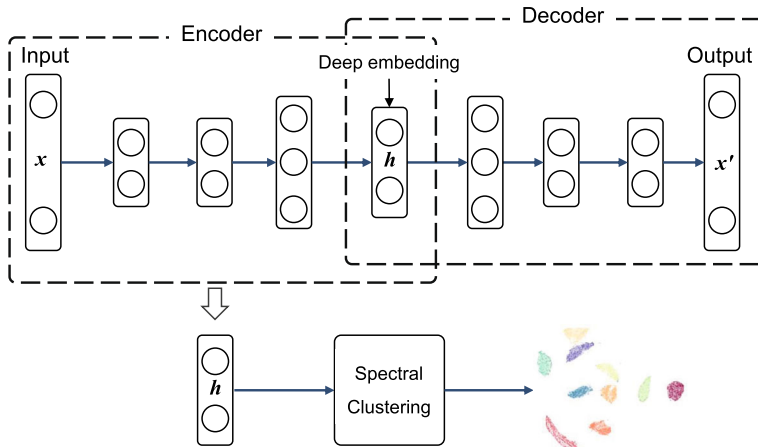 Encoder
Decoder
Input
Deep embedding
Output
x
h
x'
h
Spectral
Clustering